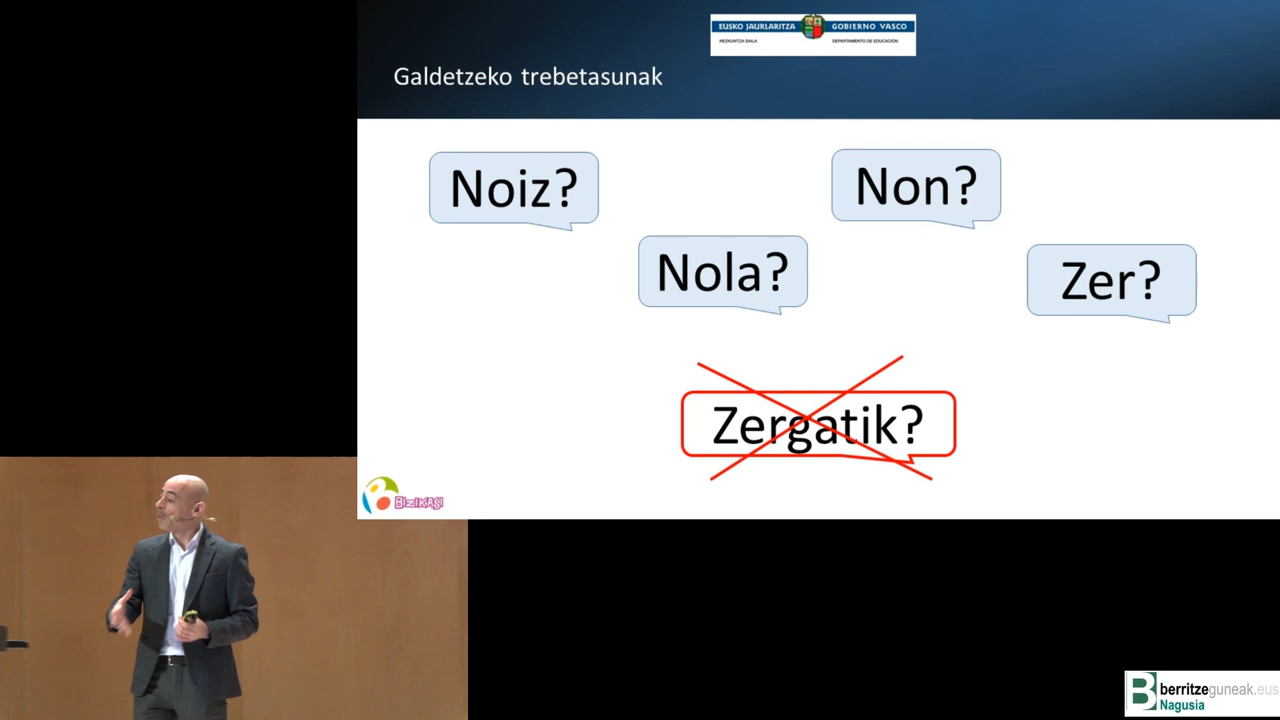 EUSKO JAURLARITZA
GOBIERNO VASCO
HEZKUNTZA SAILA
DEPARTAMENTO DE EDUCACIÓN
Galdetzeko trebetasunak
Noiz?
Non?
Nola?
Zer?
Zergatik?
BIZIKASI
berritzeguneak.eus
Nagusia